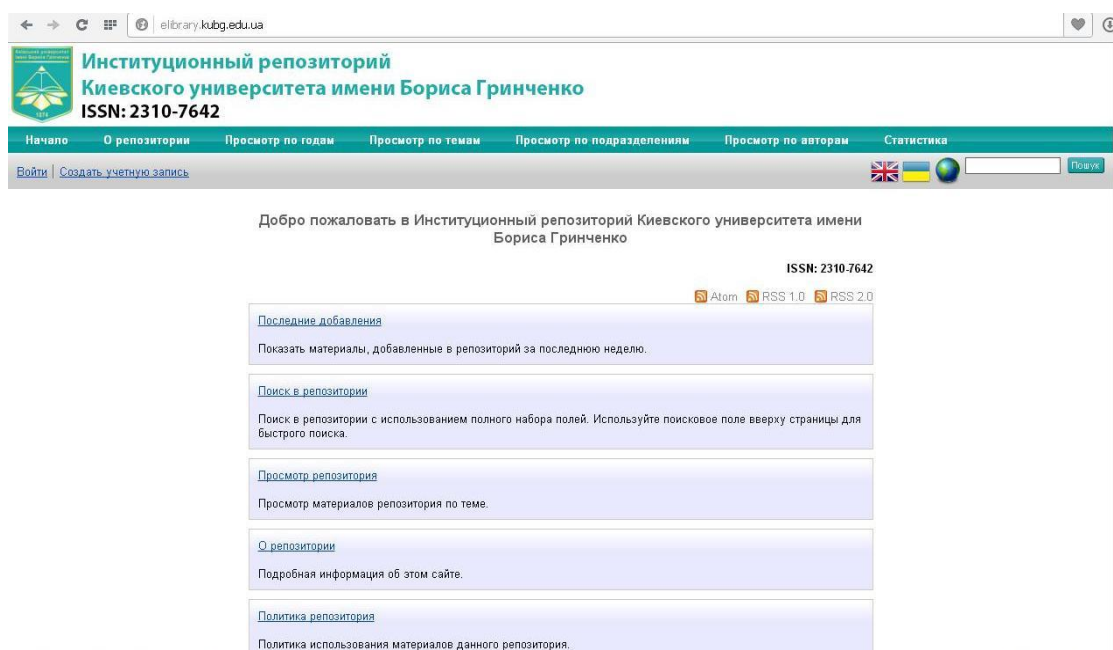 elibrary.kubg.edu.ua
Институционный репозиторий
Киевского университета имени Бориса Гринченко
ISSN: 2310-7642
1874
Начало О репозитории Просмотр по годам Просмотр по темам Просмотр по подразделениям Просмотр по авторам Статистика
Войти | Создать учетную запись Пошук
Добро пожаловать в Институционный репозиторий Киевского университета имени
Бориса Гринченко
ISSN: 2310-7642
Atom RSS 1.0 RSS 2.0
Последние добавления
Показать материалы, добавленные в репозиторий за последнюю неделю.
Поиск в репозитории
Поиск в репозитории с использованием полного набора полей. Используйте поисковое поле вверху страницы для
быстрого поиска.
Просмотр репозитория
Просмотр материалов репозитория по теме.
О репозитории
Подробная информация об этом сайте.
Политика репозитория
Политика использования материалов данного репозитория.